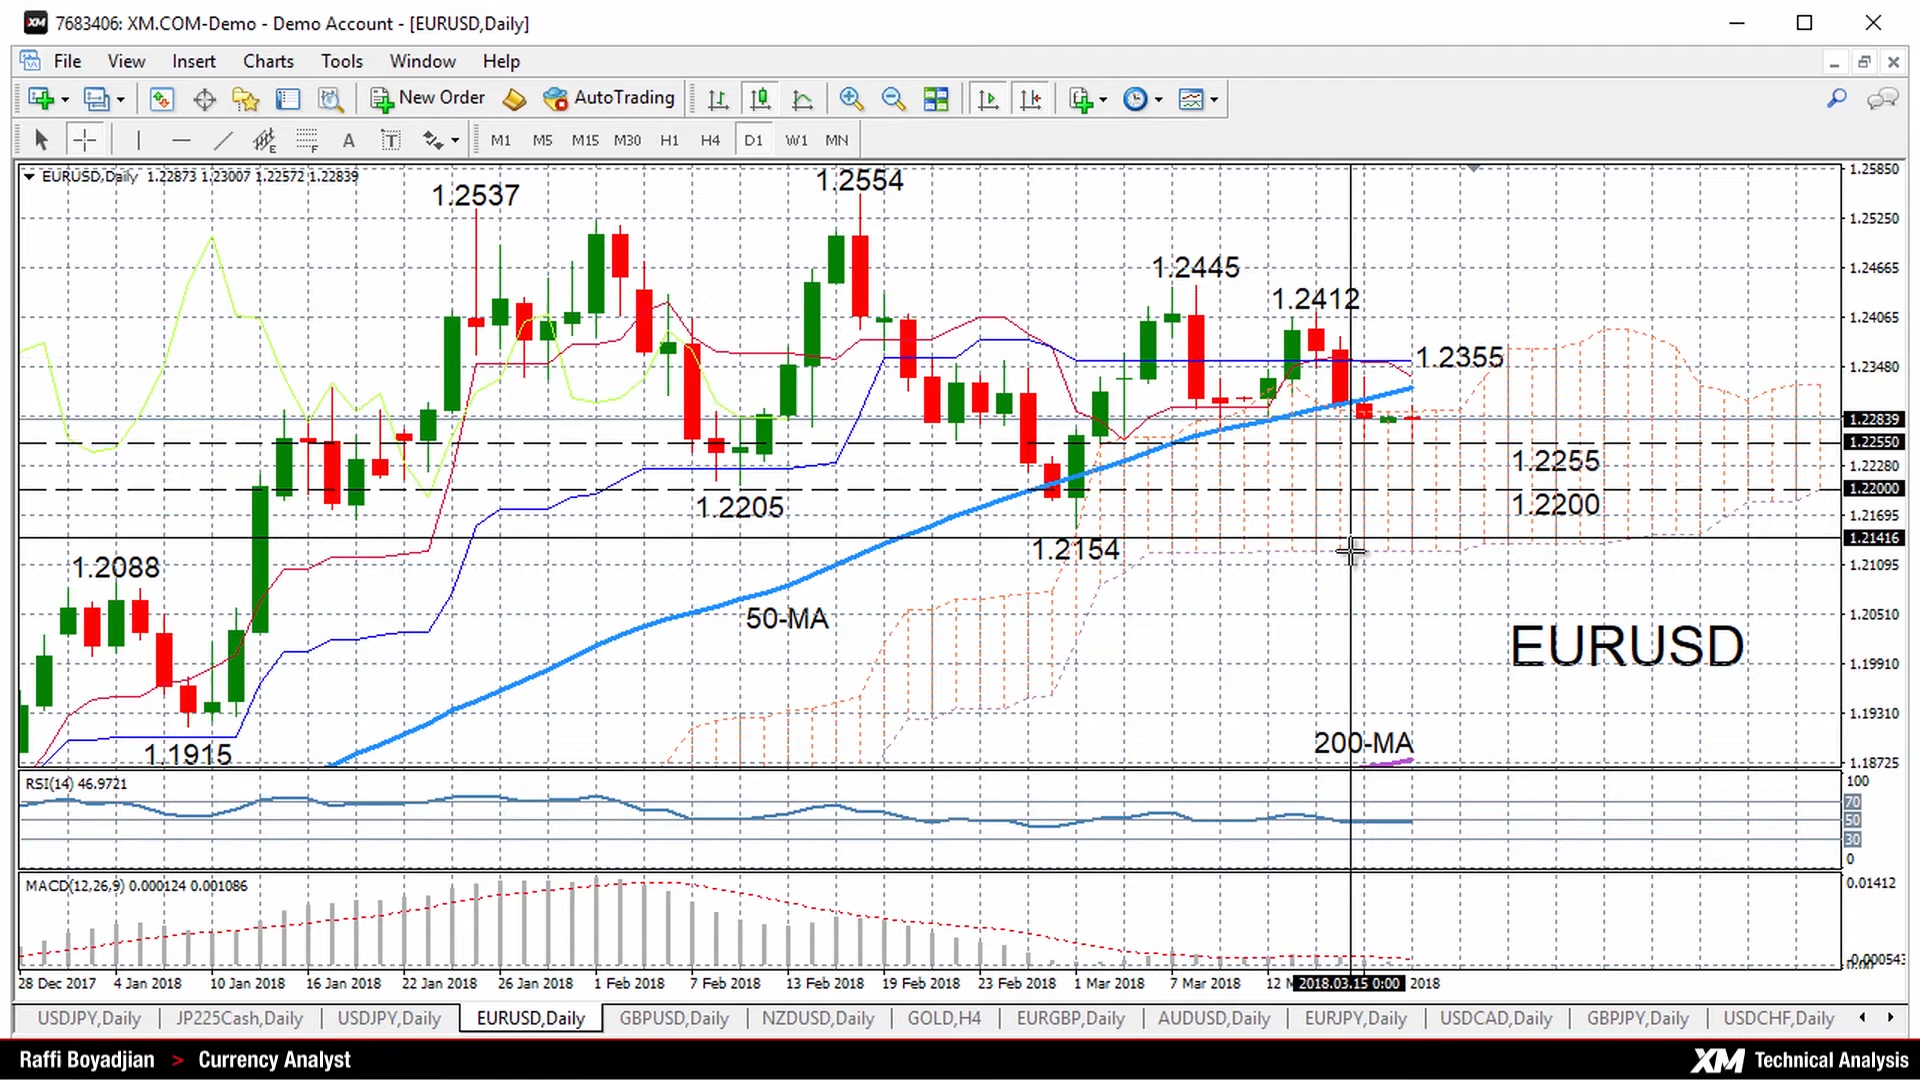 7683406: XM.COM-Demo - Demo Account - [EURUSD,Daily]
File View Insert Charts Tools Window Help
New Order AutoTrading
A T M1 M5 M15 M30 H1 H4 D1 W1 MN
EURUSD,Daily 1.22873 1.23007 1.22572 1.22839
1.2537
1.2554
1.2445
1.2412
1.2355
1.2255
1.2205
1.2200
1.2154
1.2088
50-MA
EURUSD
1.1915
200-MA
1.25850
1.25250
1.24665
1.24065
1.23480
1.22839
1.22550
1.22280
1.22000
1.21695
1.21416
1.21095
1.20510
1.19910
1.19310
1.18725
RSI(14) 46.9721
100
70
50
30
0
MACD(12,26,9) 0.000124 0.001086
0.01412
28 Dec 2017 4 Jan 2018 10 Jan 2018 16 Jan 2018 22 Jan 2018 26 Jan 2018 1 Feb 2018 7 Feb 2018 13 Feb 2018 19 Feb 2018 23 Feb 2018 1 Mar 2018 7 Mar 2018 12 2018.03.15 0:00 2018
USDJPY,Daily JP225Cash,Daily USDJPY,Daily EURUSD,Daily GBPUSD,Daily NZDUSD,Daily GOLD,H4 EURGBP,Daily AUDUSD,Daily EURJPY,Daily USDCAD,Daily GBPJPY,Daily USDCHF,Daily
Raffi Boyadjian > Currency Analyst XM Technical Analysis